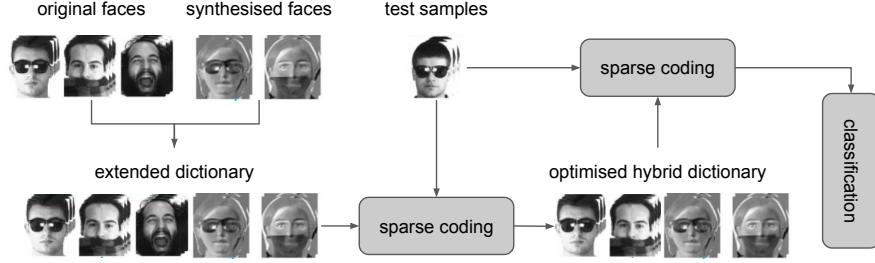 original faces
synthesised faces
test samples
sparse coding
classification
extended dictionary
optimised hybrid dictionary
sparse coding